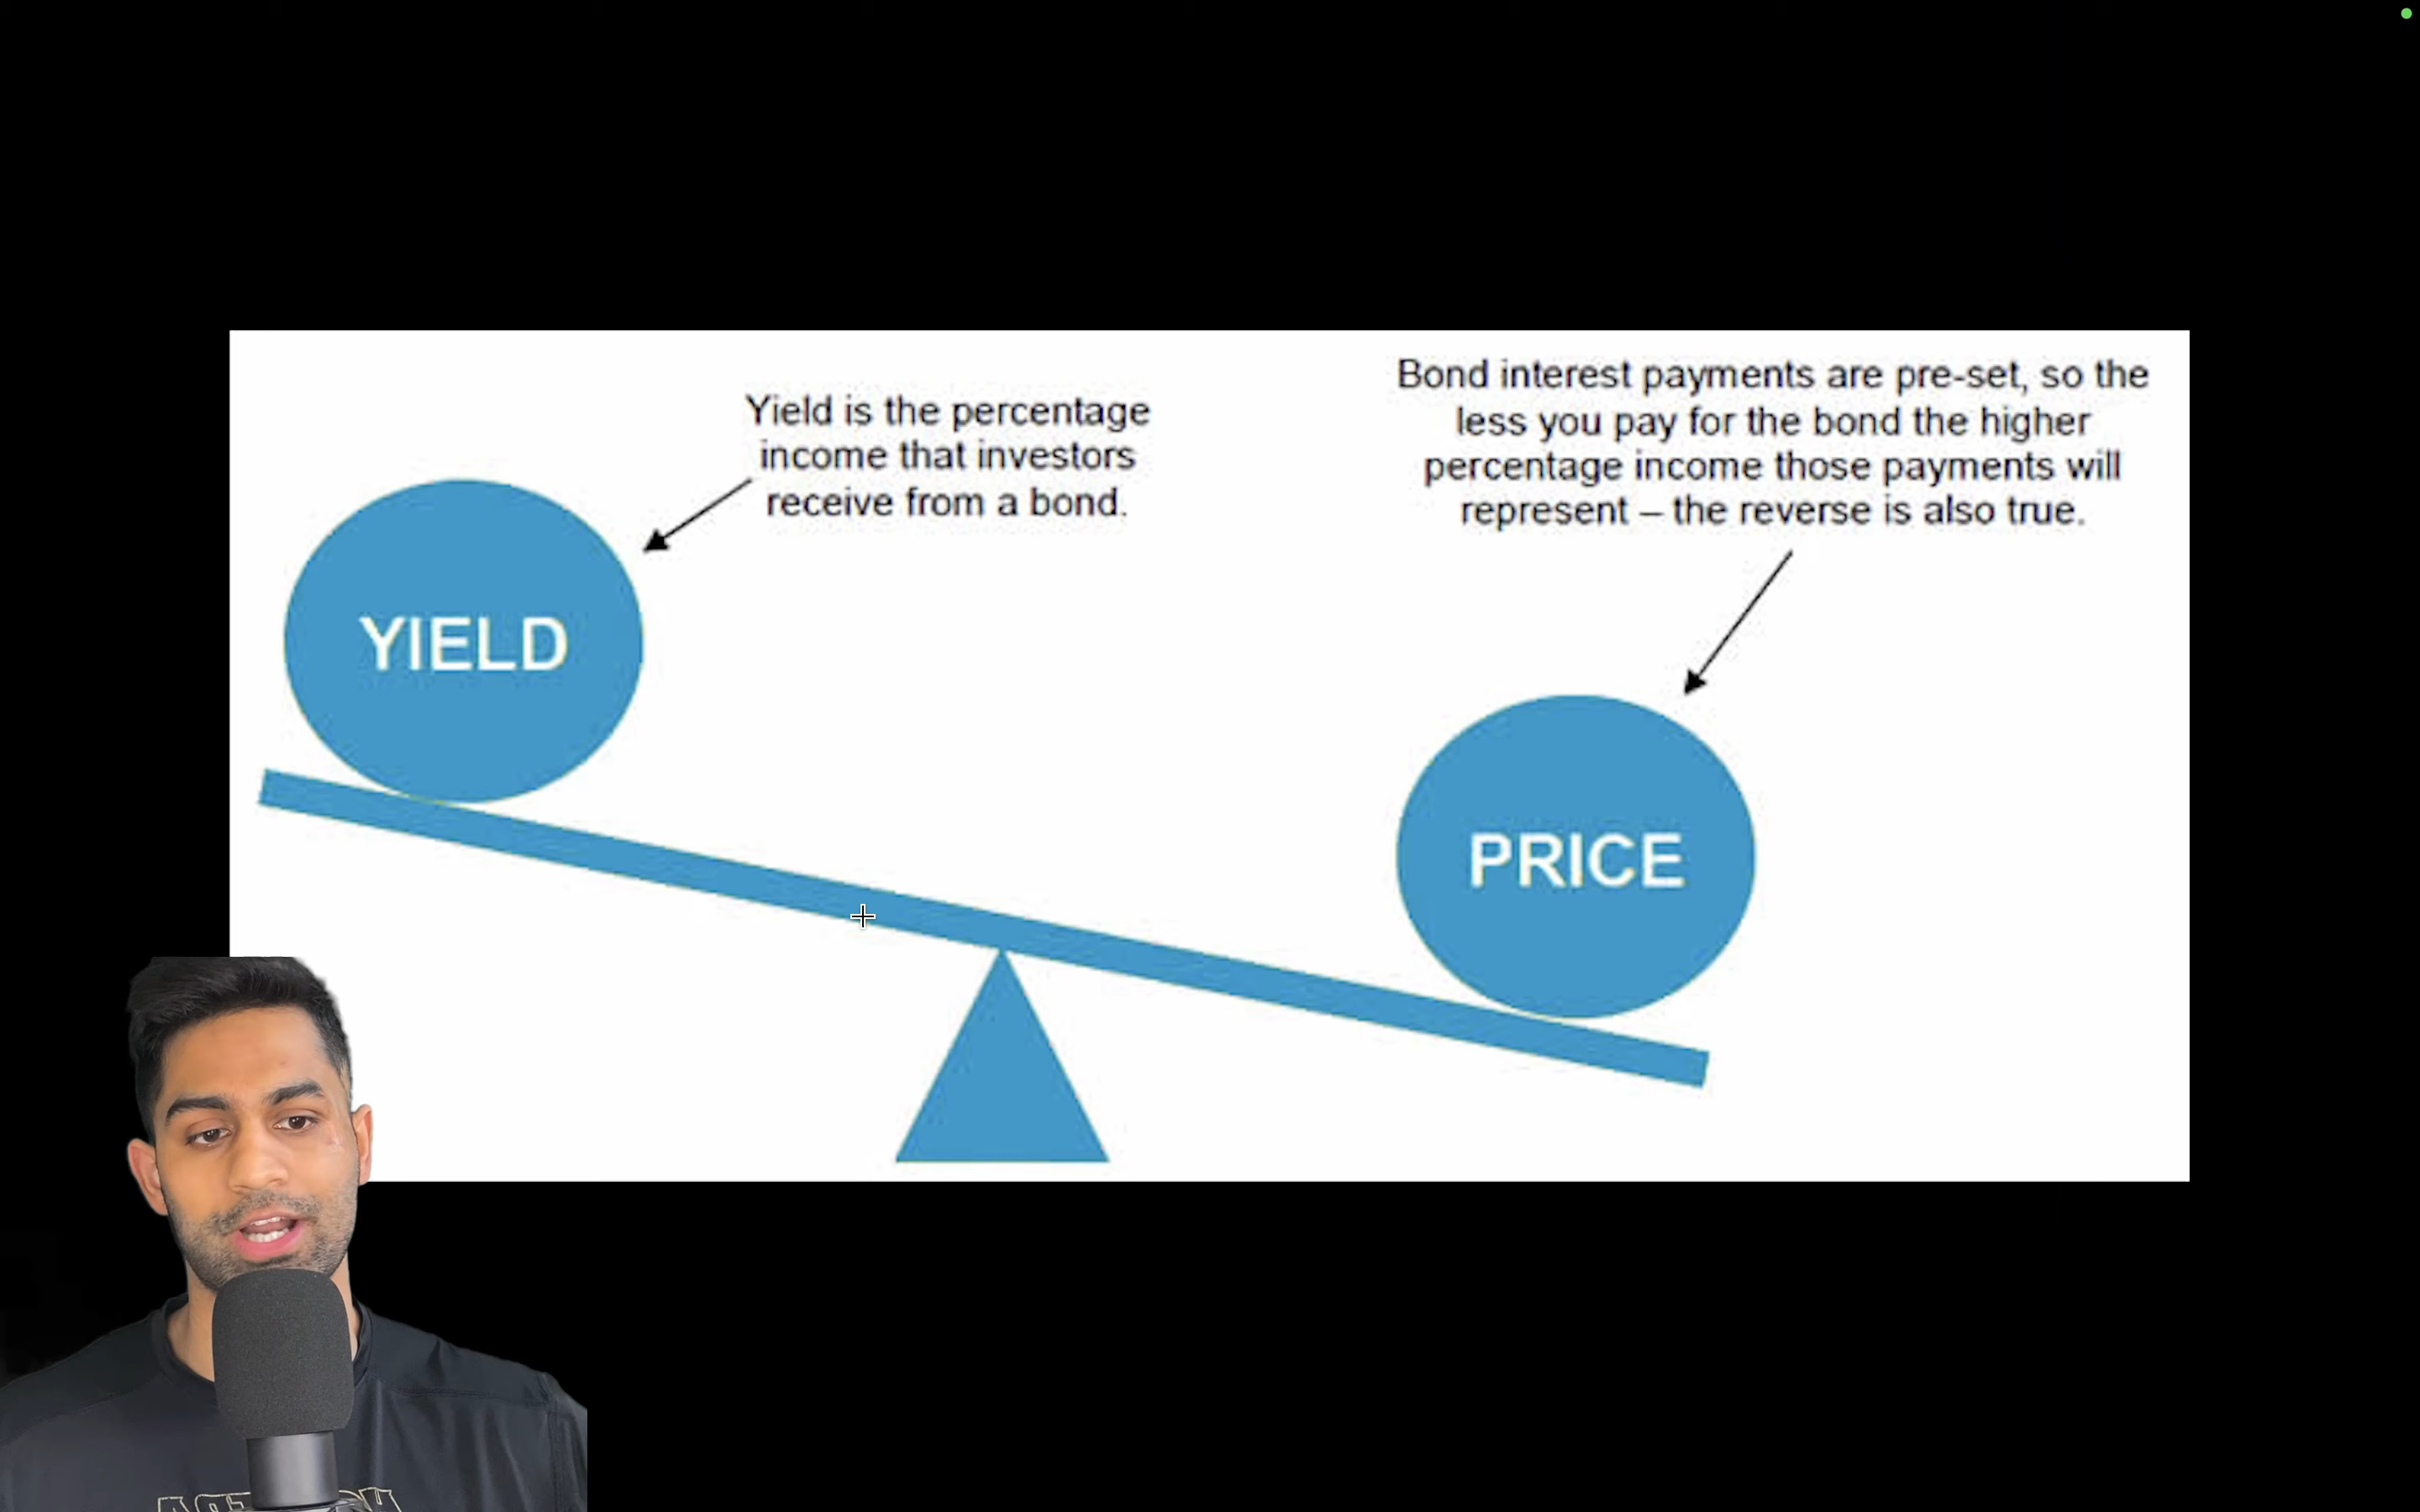 Yield is the percentage
income that investors
receive from a bond.
Bond interest payments are pre-set, so the
less you pay for the bond the higher
percentage income those payments will
represent – the reverse is also true.
YIELD
PRICE